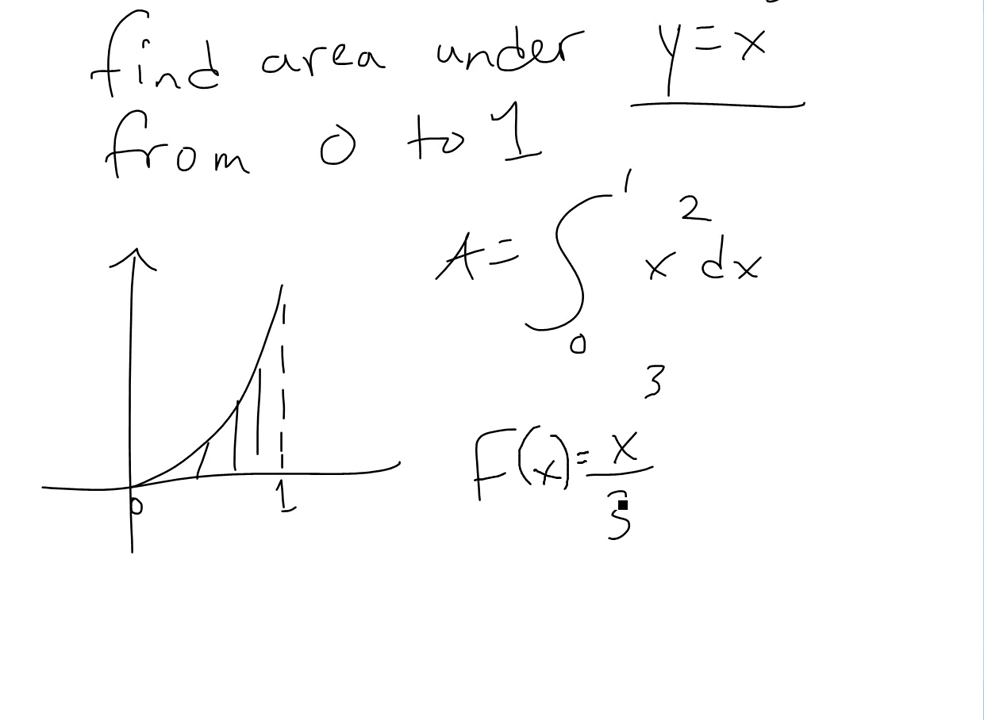 find area under y = x
from 0 to 1
A = ∫₀¹ x² dx
F(x) = x³/3
0 1